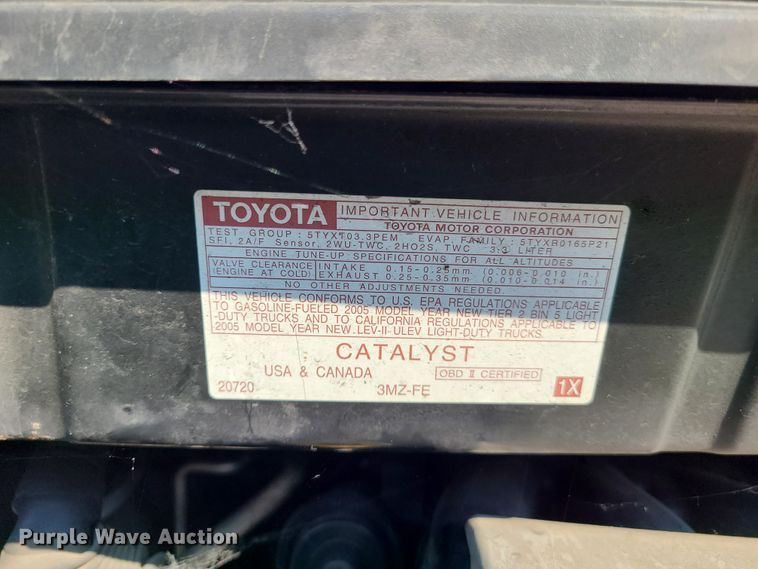 TOYOTA IMPORTANT VEHICLE INFORMATION
TOYOTA MOTOR CORPORATION
TEST GROUP : 5TYXT03.3PEM EVAP. FAMILY : 5TYXR0165P21
SFI, 2A/F Sensor, 2WU-TWC, 2HO2S, TWC 3.3 LITER
ENGINE TUNE-UP SPECIFICATIONS FOR ALL ALTITUDES
VALVE CLEARANCE INTAKE 0.15-0.25mm (0.006-0.010 in.)
(ENGINE AT COLD) EXHAUST 0.25-0.35mm (0.010-0.014 in.)
NO OTHER ADJUSTMENTS NEEDED
THIS VEHICLE CONFORMS TO U.S. EPA REGULATIONS APPLICABLE
TO GASOLINE-FUELED 2005 MODEL YEAR NEW TIER 2 BIN 5 LIGHT
-DUTY TRUCKS AND TO CALIFORNIA REGULATIONS APPLICABLE TO
2005 MODEL YEAR NEW LEV-II-ULEV LIGHT-DUTY TRUCKS.
CATALYST
USA & CANADA OBD II CERTIFIED
20720 3MZ-FE 1X
Purple Wave Auction